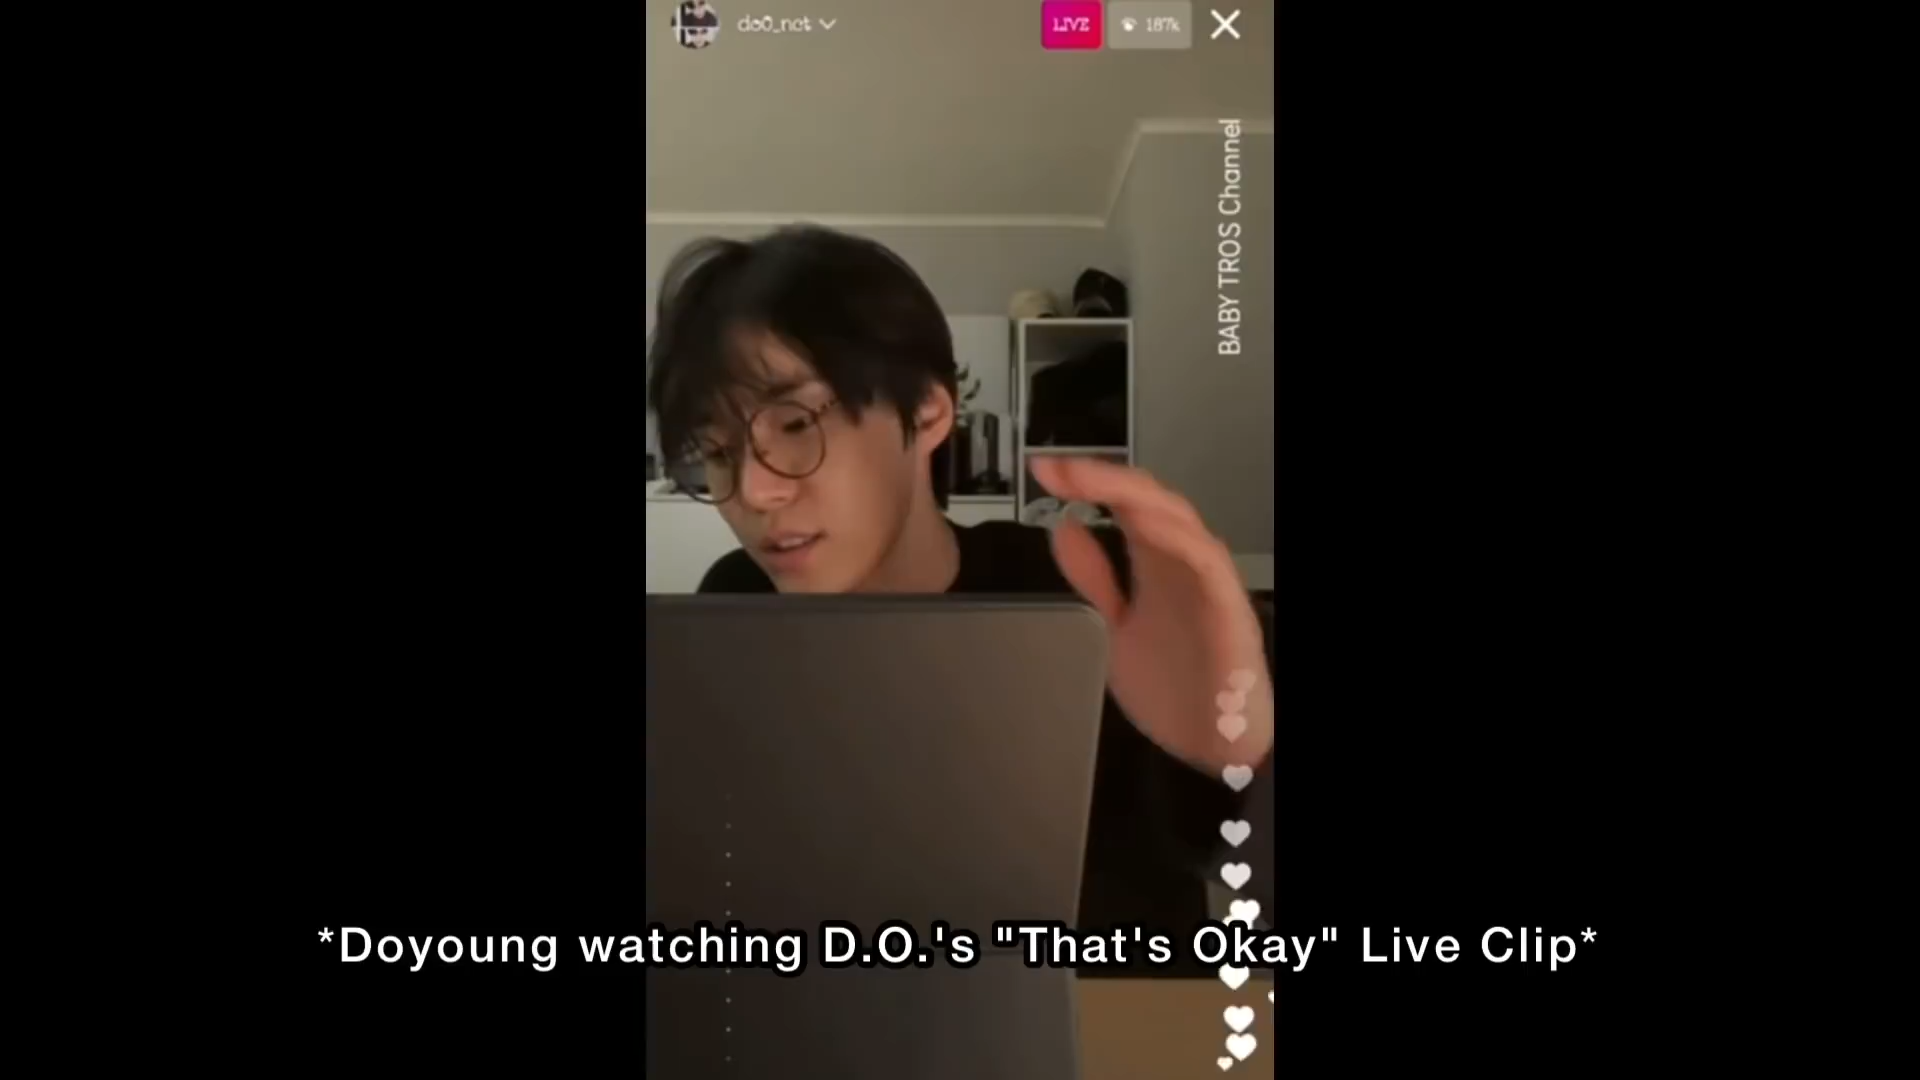 do0_nct
LIVE
187k
BABY TROS Channel
*Doyoung watching D.O.'s "That's Okay" Live Clip*